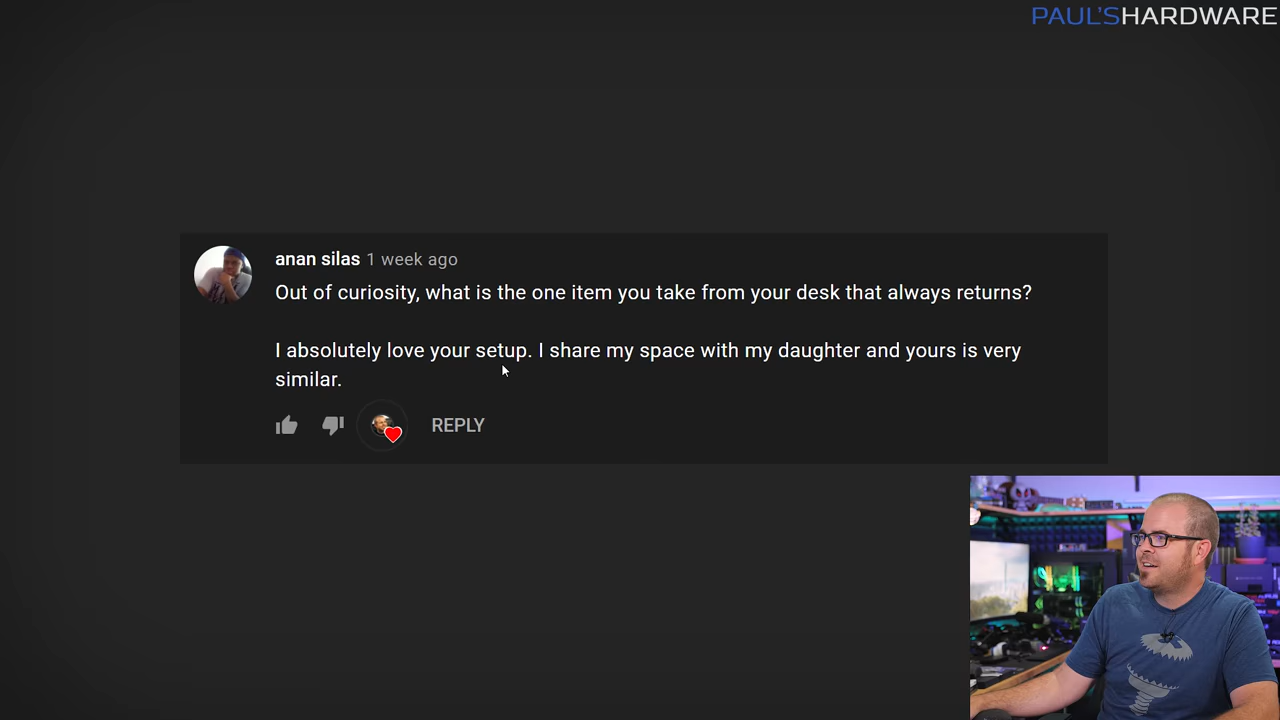 PAUL'SHARDWARE
anan silas 1 week ago
Out of curiosity, what is the one item you take from your desk that always returns?
I absolutely love your setup. I share my space with my daughter and yours is very
similar.
REPLY